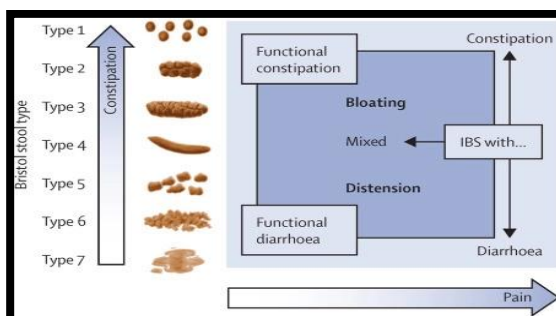 Bristol stool type
Constipation
Type 1
Type 2
Type 3
Type 4
Type 5
Type 6
Type 7
Functional
constipation
Constipation
Bloating
Mixed
IBS with...
Distension
Functional
diarrhoea
Diarrhoea
Pain